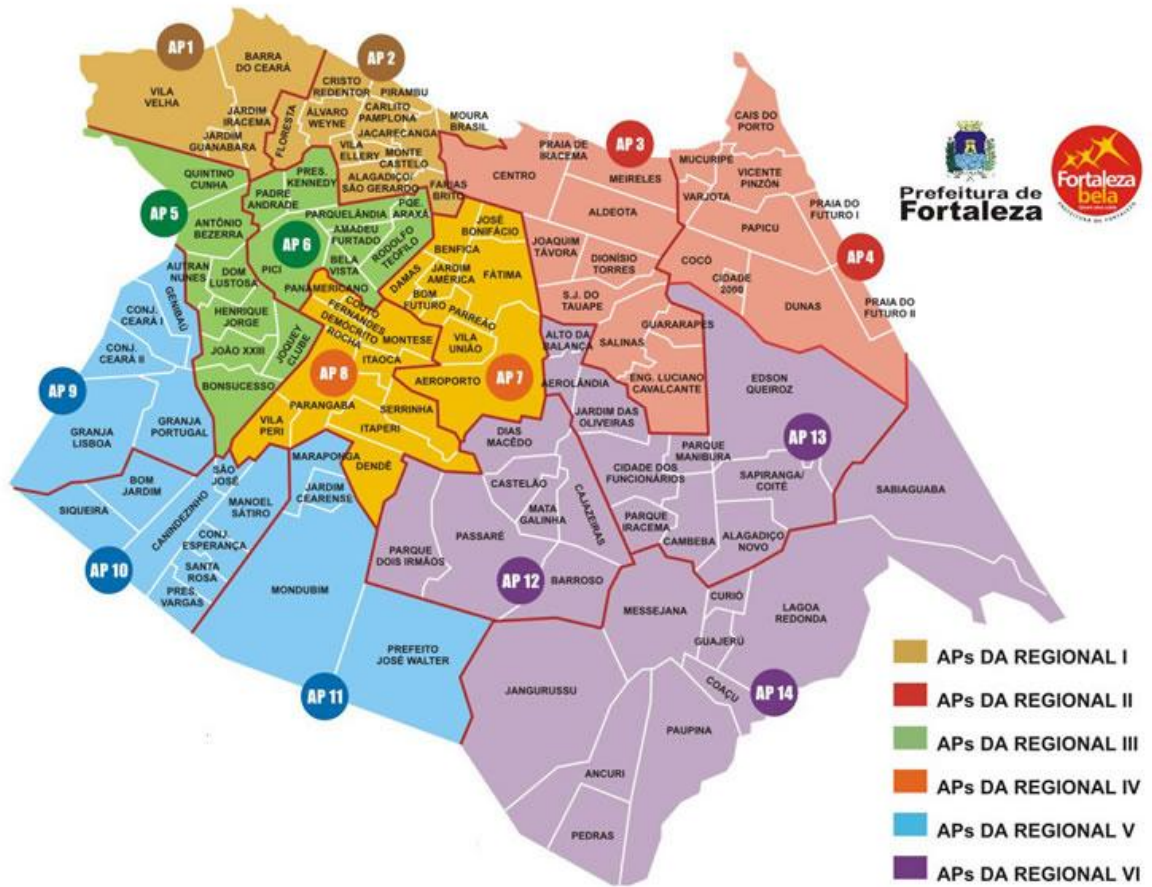 AP 1
BARRA
DO CEARÁ
VILA
VELHA
JARDIM
IRACEMA
JARDIM
GUANABARA
FLORESTA
AP 2
CRISTO
REDENTOR
PIRAMBU
ÁLVARO
WEYNE
CARLITO
PAMPLONA
JACARECANGA
MOURA
BRASIL
VILA
ELLERY
MONTE
CASTELO
ALAGADIÇO/
SÃO GERARDO
FARIAS
BRITO
AP 3
PRAIA DE
IRACEMA
CENTRO
MEIRELES
ALDEOTA
JOAQUIM
TÁVORA
DIONÍSIO
TORRES
S.J. DO
TAUAPE
GUARARAPES
SALINAS
ENG. LUCIANO
CAVALCANTE
CAIS DO
PORTO
MUCURIPE
VICENTE
PINZÓN
VARJOTA
PRAIA DO
FUTURO I
PAPICU
AP 4
COCÓ
CIDADE
2000
DUNAS
PRAIA DO
FUTURO II
Prefeitura de
Fortaleza
Fortaleza
bela
QUINTINO
CUNHA
AP 5
ANTÔNIO
BEZERRA
AUTRAN
NUNES
DOM
LUSTOSA
HENRIQUE
JORGE
JOÃO XXIII
JOQUEY
CLUBE
BONSUCESSO
PRES.
KENNEDY
PADRE
ANDRADE
PARQUELÂNDIA
PQE.
ARAXÁ
AP 6
AMADEU
FURTADO
RODOLFO
TEÓFILO
BELA
VISTA
PICI
PANAMERICANO
JOSÉ
BONIFÁCIO
BENFICA
DAMAS
JARDIM
AMÉRICA
FÁTIMA
BOM
FUTURO
PARREÃO
VILA
UNIÃO
AEROPORTO
AP 7
COUTO
FERNANDES
DEMÓCRITO
ROCHA
MONTESE
ITAOCA
AP 8
PARANGABA
SERRINHA
VILA
PERI
ITAPERI
DENDÊ
GENIBAÚ
CONJ.
CEARÁ I
CONJ.
CEARÁ II
AP 9
GRANJA
LISBOA
GRANJA
PORTUGAL
BOM
JARDIM
SIQUEIRA
SÃO
JOSÉ
CANINDEZINHO
MANOEL
SÁTIRO
CONJ.
ESPERANÇA
SANTA
ROSA
PRES.
VARGAS
AP 10
MARAPONGA
JARDIM
CEARENSE
MONDUBIM
PREFEITO
JOSÉ WALTER
AP 11
ALTO DA
BALANÇA
AEROLÂNDIA
JARDIM DAS
OLIVEIRAS
EDSON
QUEIROZ
AP 13
PARQUE
MANIBURA
CIDADE DOS
FUNCIONÁRIOS
SAPIRANGA/
COITÉ
PARQUE
IRACEMA
CAMBEBA
ALAGADIÇO
NOVO
SABIAGUABA
DIAS
MACÊDO
CASTELÃO
MATA
GALINHA
CAJAZEIRAS
PASSARÉ
PARQUE
DOIS IRMÃOS
AP 12
BARROSO
MESSEJANA
CURIÓ
LAGOA
REDONDA
GUAJERÚ
COAÇU
AP 14
JANGURUSSU
PAUPINA
ANCURI
PEDRAS
APs DA REGIONAL I
APs DA REGIONAL II
APs DA REGIONAL III
APs DA REGIONAL IV
APs DA REGIONAL V
APs DA REGIONAL VI